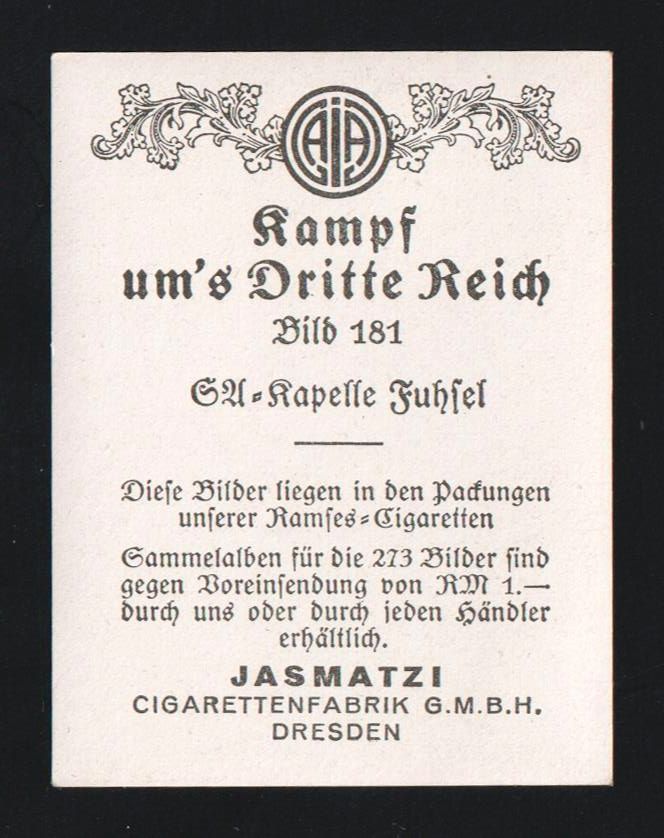 AIA
Kampf
um's Dritte Reich
Bild 181
SA-Kapelle Fuhsel
Diese Bilder liegen in den Packungen
unserer Ramses-Cigaretten
Sammelalben für die 273 Bilder sind
gegen Voreinsendung von RM 1.—
durch uns oder durch jeden Händler
erhältlich.
JASMATZI
CIGARETTENFABRIK G.M.B.H.
DRESDEN